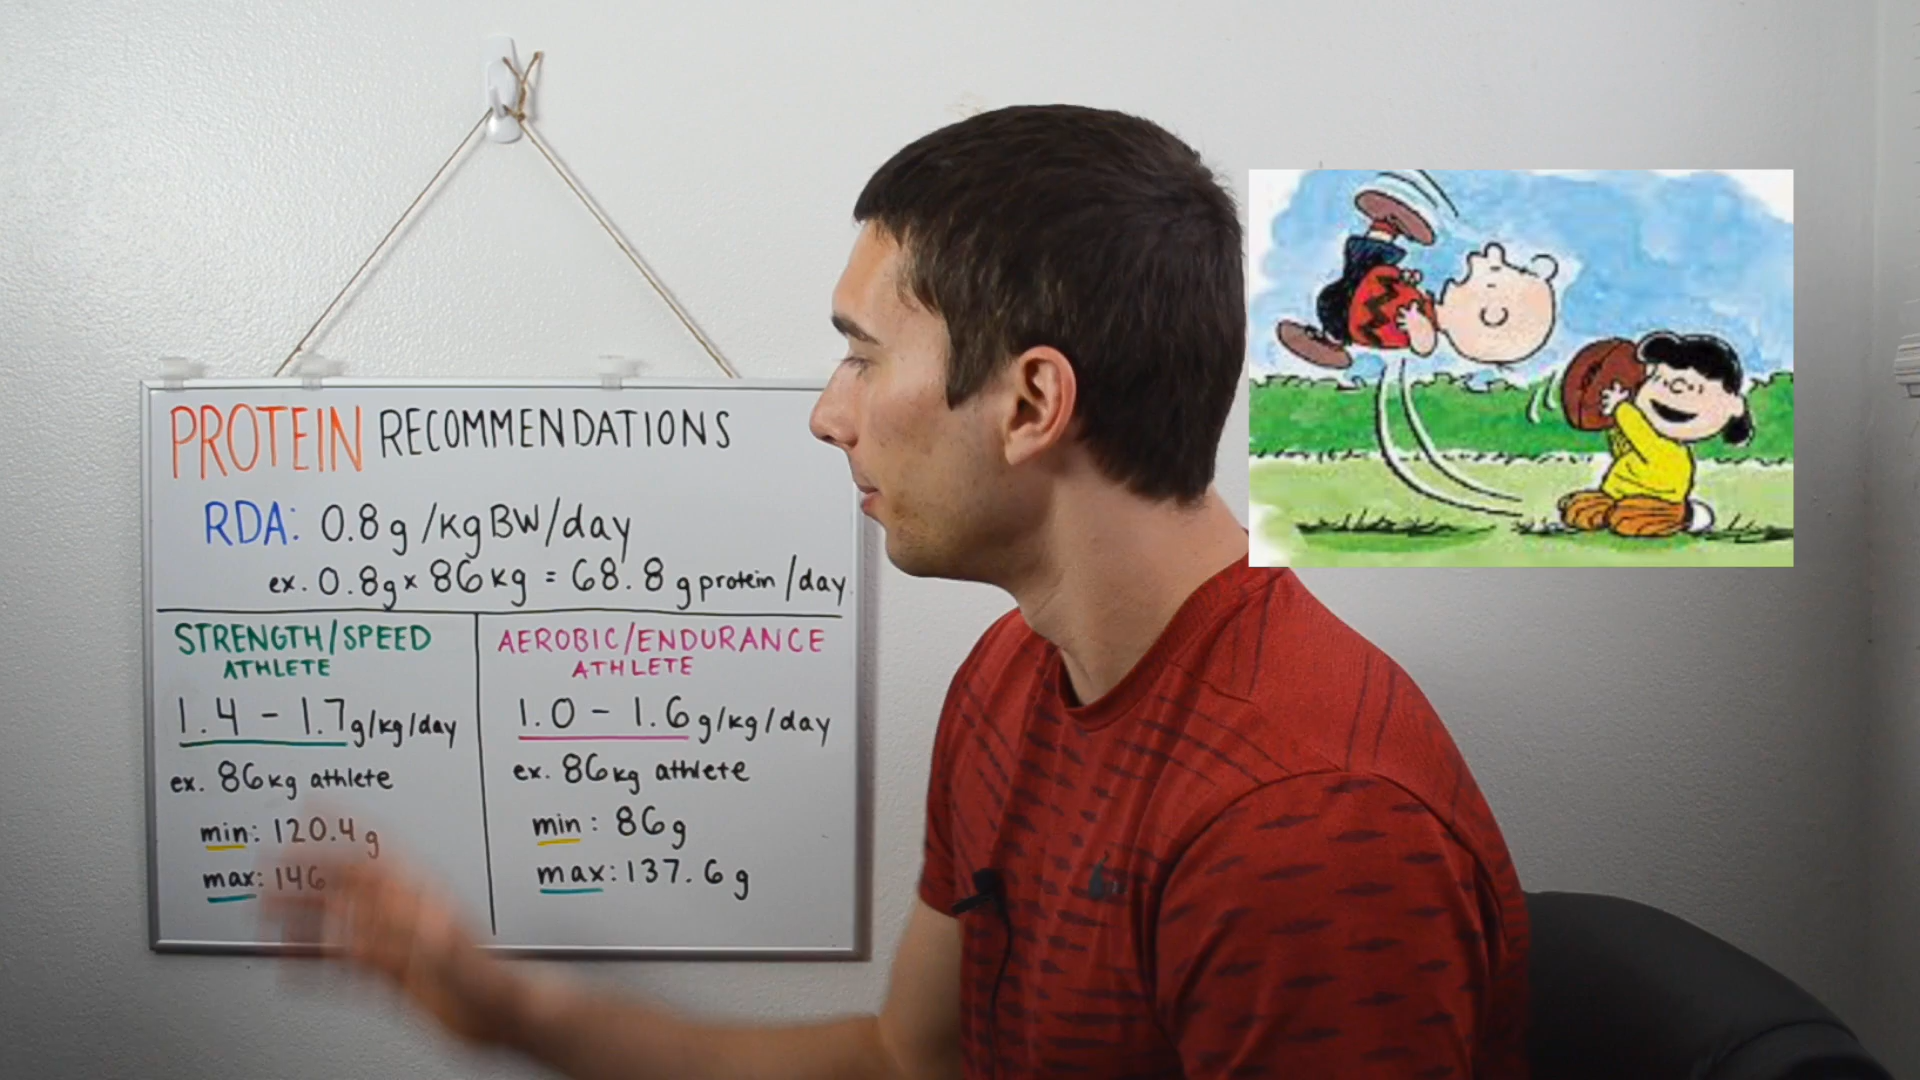 PROTEIN RECOMMENDATIONS
RDA: 0.8g/kgBW/day
ex. 0.8g x 86kg = 68.8g protein/day
STRENGTH/SPEED
ATHLETE
1.4 - 1.7g/kg/day
ex. 86kg athlete
min: 120.4g
max: 146
AEROBIC/ENDURANCE
ATHLETE
1.0 - 1.6g/kg/day
ex. 86kg athlete
min: 86g
max: 137.6g